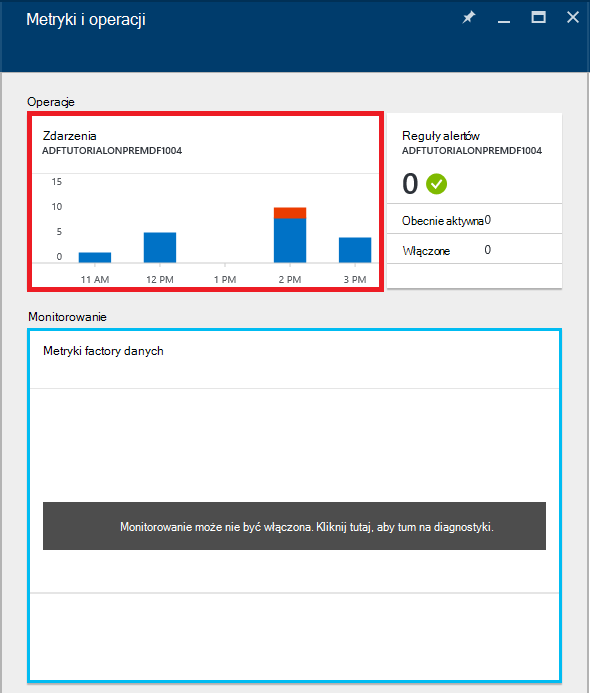 Metryki i operacji
Operacje
Zdarzenia
ADFTUTORIALONPREMDF1004
15
10
5
0
11 AM 12 PM 1 PM 2 PM 3 PM
Reguły alertów
ADFTUTORIALONPREMDF1004
0
Obecnie aktywna 0
Włączone 0
Monitorowanie
Metryki factory danych
Monitorowanie może nie być włączona. Kliknij tutaj, aby tum na diagnostyki.